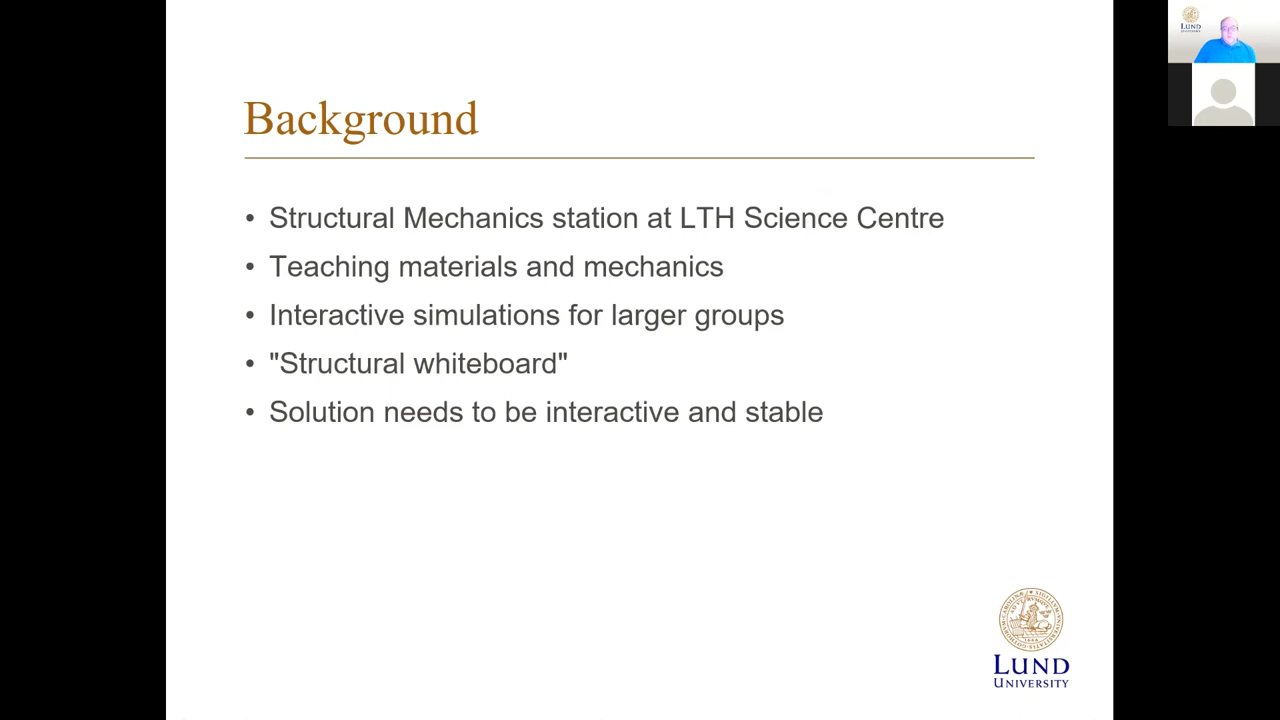 Background
• Structural Mechanics station at LTH Science Centre
• Teaching materials and mechanics
• Interactive simulations for larger groups
• "Structural whiteboard"
• Solution needs to be interactive and stable
LUND
UNIVERSITY
LUND